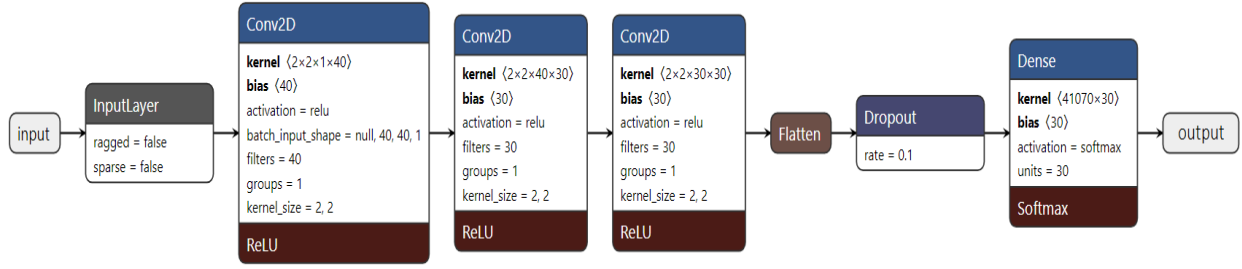 input
InputLayer
ragged = false
sparse = false
Conv2D
kernel ⟨2×2×1×40⟩
bias ⟨40⟩
activation = relu
batch_input_shape = null, 40, 40, 1
filters = 40
groups = 1
kernel_size = 2, 2
ReLU
Conv2D
kernel ⟨2×2×40×30⟩
bias ⟨30⟩
activation = relu
filters = 30
groups = 1
kernel_size = 2, 2
ReLU
Conv2D
kernel ⟨2×2×30×30⟩
bias ⟨30⟩
activation = relu
filters = 30
groups = 1
kernel_size = 2, 2
ReLU
Flatten
Dropout
rate = 0.1
Dense
kernel ⟨41070×30⟩
bias ⟨30⟩
activation = softmax
units = 30
Softmax
output